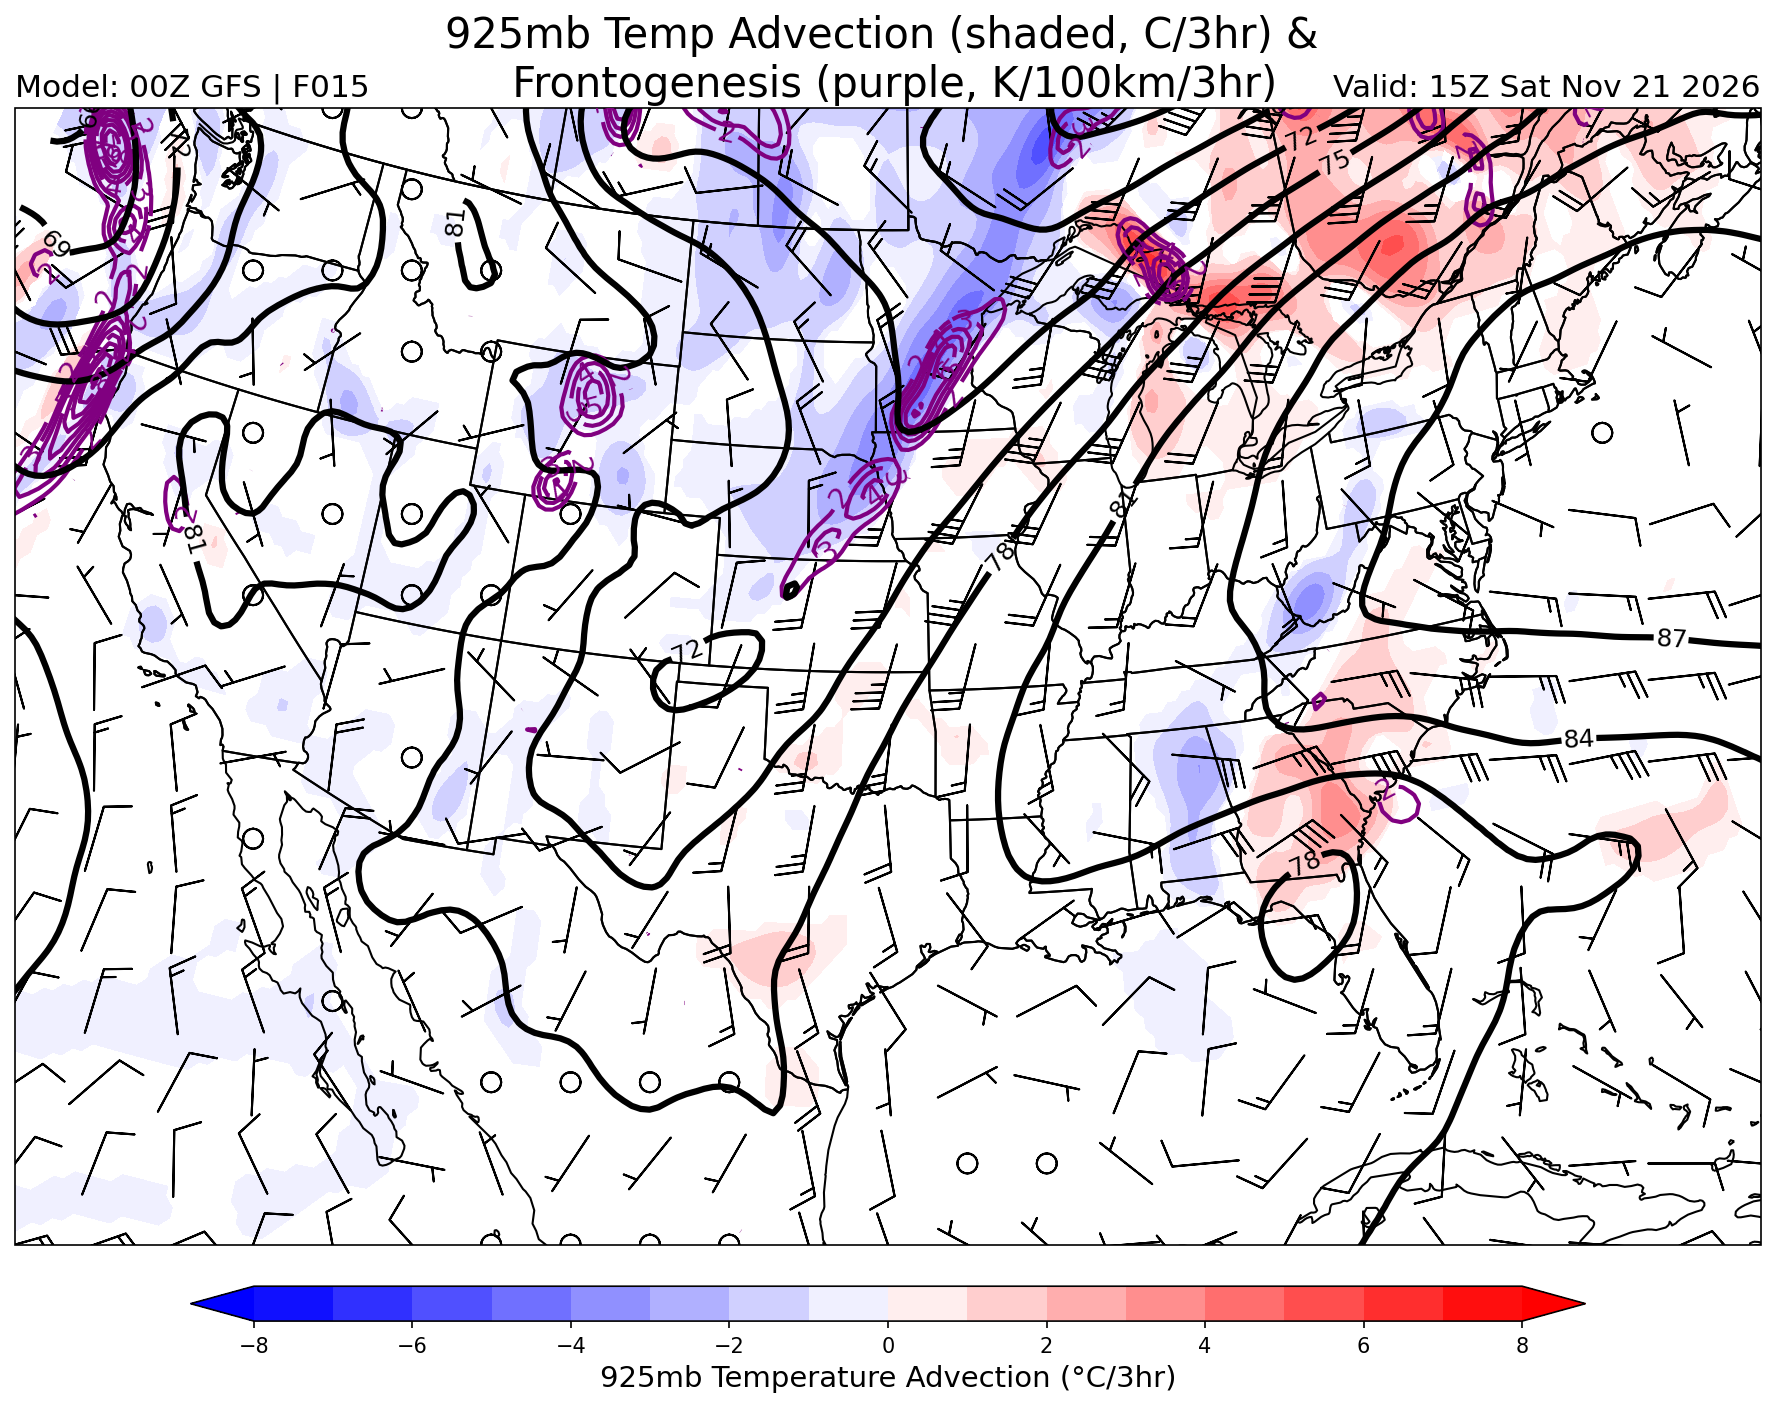 925mb Temp Advection (shaded, C/3hr) &
Frontogenesis (purple, K/100km/3hr)
Model: 00Z GFS | F015
Valid: 15Z Sat Nov 21 2026
72
75
81
69
81
78
81
72
87
84
78
2
−8 −6 −4 −2 0 2 4 6 8
925mb Temperature Advection (°C/3hr)